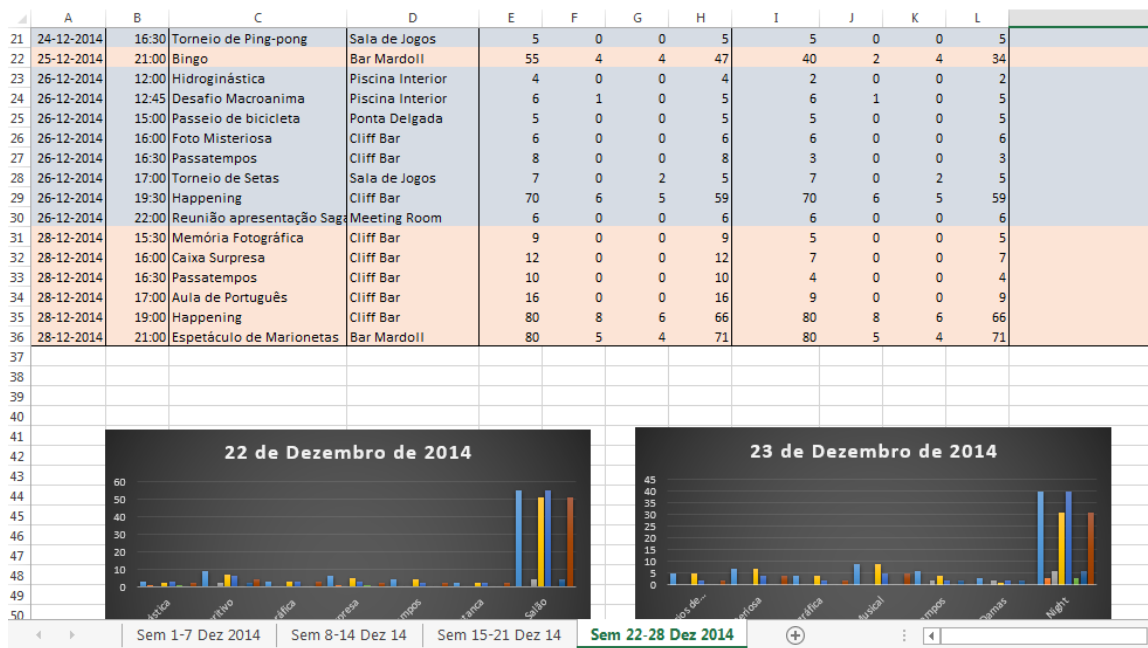 A B C D E F G H I J K L
21 24-12-2014 16:30 Torneio de Ping-pong Sala de Jogos 5 0 0 5 5 0 0 5
22 25-12-2014 21:00 Bingo Bar Mardoll 55 4 4 47 40 2 4 34
23 26-12-2014 12:00 Hidroginástica Piscina Interior 4 0 0 4 2 0 0 2
24 26-12-2014 12:45 Desafio Macroanima Piscina Interior 6 1 0 5 6 1 0 5
25 26-12-2014 15:00 Passeio de bicicleta Ponta Delgada 5 0 0 5 5 0 0 5
26 26-12-2014 16:00 Foto Misteriosa Cliff Bar 6 0 0 6 6 0 0 6
27 26-12-2014 16:30 Passatempos Cliff Bar 8 0 0 8 3 0 0 3
28 26-12-2014 17:00 Torneio de Setas Sala de Jogos 7 0 2 5 7 0 2 5
29 26-12-2014 19:30 Happening Cliff Bar 70 6 5 59 70 6 5 59
30 26-12-2014 22:00 Reunião apresentação Saga Meeting Room 6 0 0 6 6 0 0 6
31 28-12-2014 15:30 Memória Fotográfica Cliff Bar 9 0 0 9 5 0 0 5
32 28-12-2014 16:00 Caixa Surpresa Cliff Bar 12 0 0 12 7 0 0 7
33 28-12-2014 16:30 Passatempos Cliff Bar 10 0 0 10 4 0 0 4
34 28-12-2014 17:00 Aula de Português Cliff Bar 16 0 0 16 9 0 0 9
35 28-12-2014 19:00 Happening Cliff Bar 80 8 6 66 80 8 6 66
36 28-12-2014 21:00 Espetáculo de Marionetas Bar Mardoll 80 5 4 71 80 5 4 71
37
38
39
40
41
42
43
44
45
46
47
48
49
50
22 de Dezembro de 2014
60
50
40
30
20
10
0
ástica
ritivo
ráfica
presa
mpos
stanca
Salão
23 de Dezembro de 2014
45
40
35
30
25
20
15
10
5
0
los de...
teriosa
ráfica
Musical
mpos
Damas
Night
Sem 1-7 Dez 2014 Sem 8-14 Dez 14 Sem 15-21 Dez 14 Sem 22-28 Dez 2014